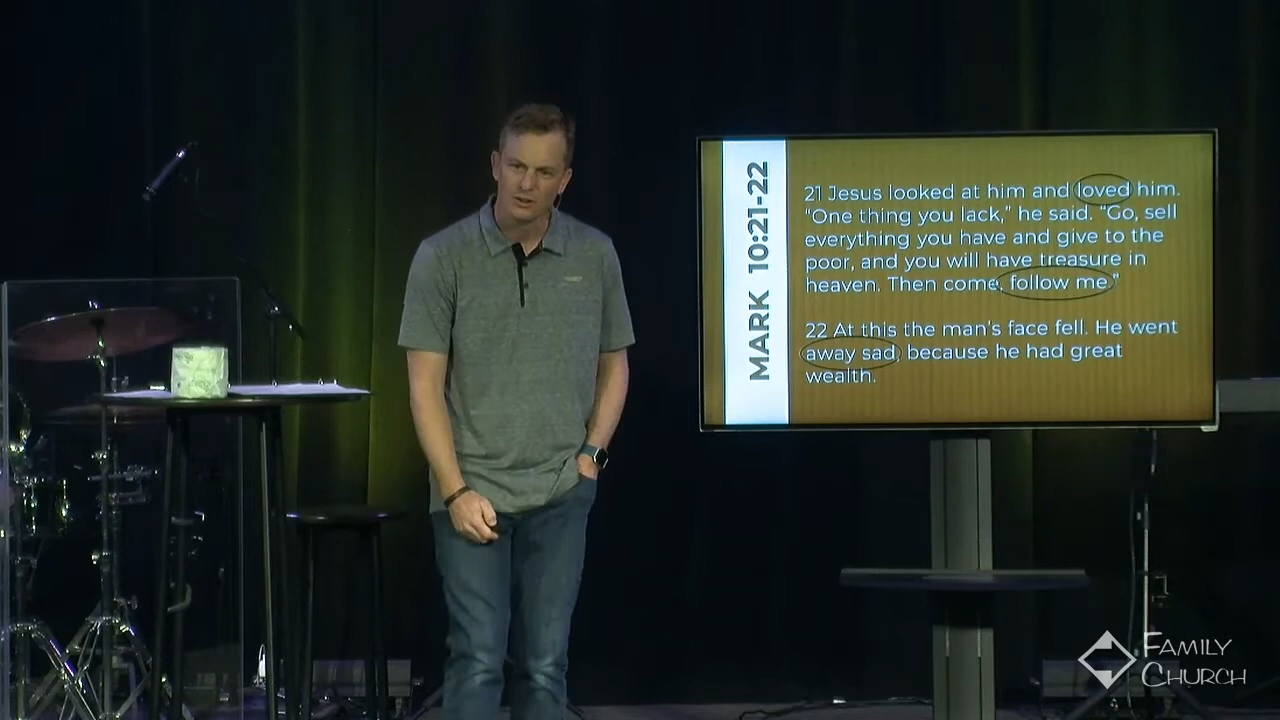 MARK 10:21-22
21 Jesus looked at him and loved him.
"One thing you lack," he said. "Go, sell
everything you have and give to the
poor, and you will have treasure in
heaven. Then come, follow me."
22 At this the man's face fell. He went
away sad, because he had great
wealth.
FAMILY
CHURCH